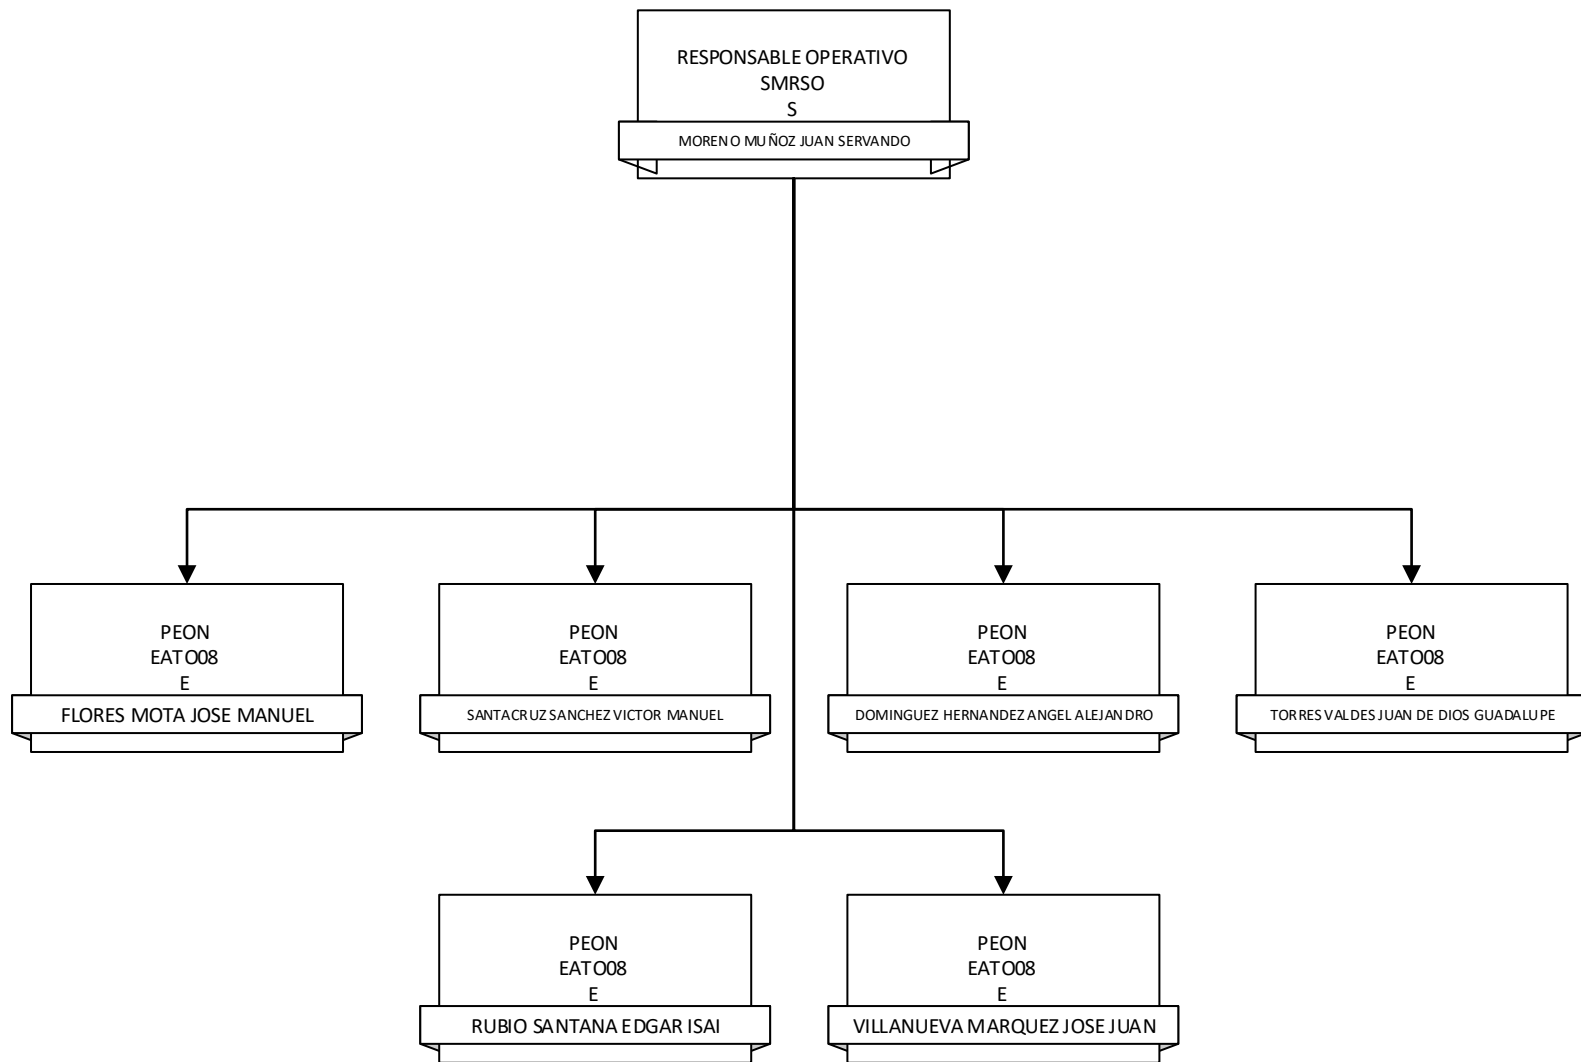 RESPONSABLE OPERATIVO
SMRSO
S
MORENO MUÑOZ JUAN SERVANDO
PEON
EATO08
E
FLORES MOTA JOSE MANUEL
PEON
EATO08
E
SANTACRUZ SANCHEZ VICTOR MANUEL
PEON
EATO08
E
DOMINGUEZ HERNANDEZ ANGEL ALEJANDRO
PEON
EATO08
E
TORRES VALDES JUAN DE DIOS GUADALUPE
PEON
EATO08
E
RUBIO SANTANA EDGAR ISAI
PEON
EATO08
E
VILLANUEVA MARQUEZ JOSE JUAN